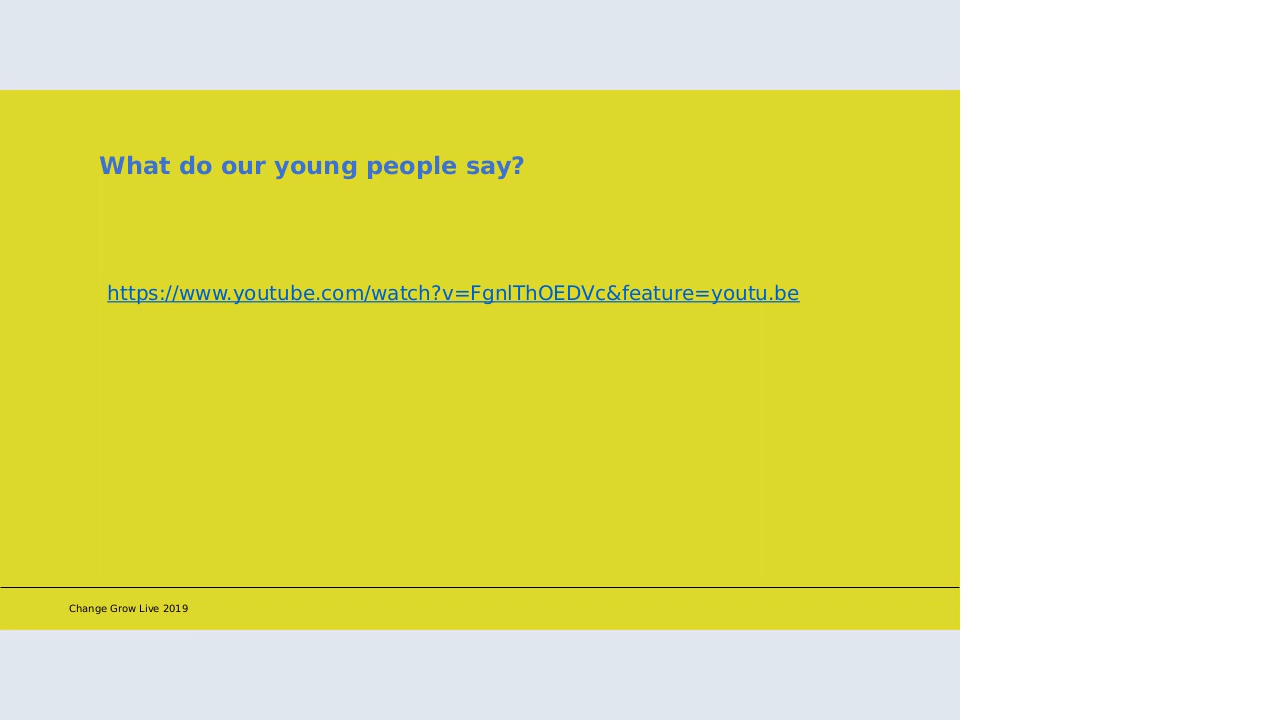 What do our young people say?
https://www.youtube.com/watch?v=FgnlThOEDVc&feature=youtu.be
Change Grow Live 2019